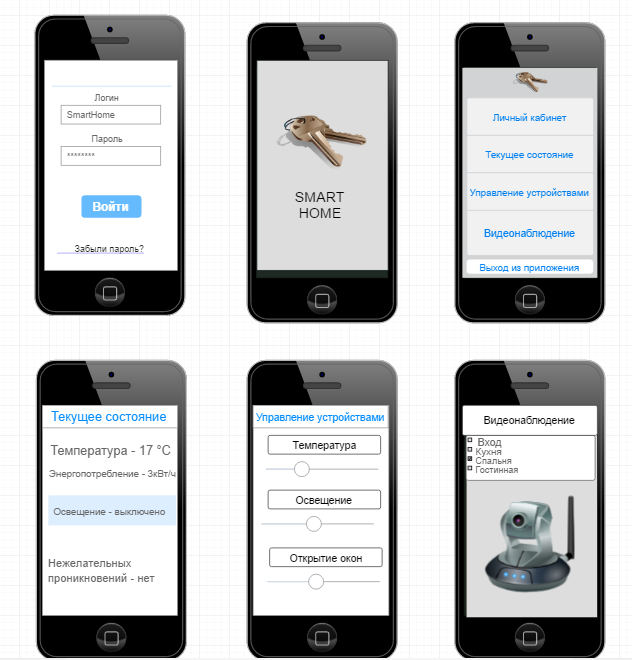 Логин
SmartHome
Пароль
********
Войти
Забыли пароль?
SMART
HOME
Личный кабинет
Текущее состояние
Управление устройствами
Видеонаблюдение
Выход из приложения
Текущее состояние
Температура - 17 °C
Энергопотребление - 3кВт/ч
Освещение - выключено
Нежелательных
проникновений - нет
Управление устройствами
Температура
Освещение
Открытие окон
Видеонаблюдение
Вход
Кухня
Спальня
Гостинная